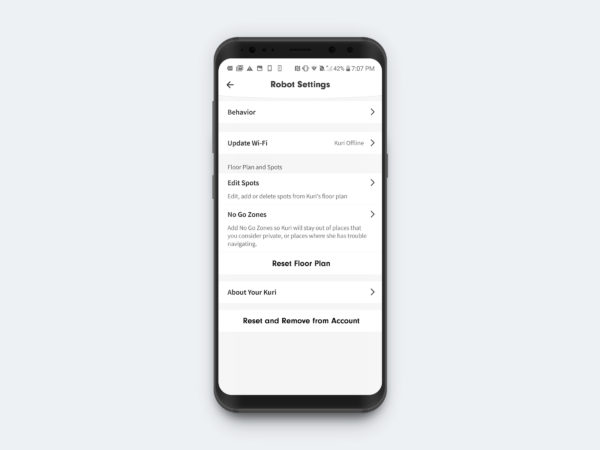 42% 7:07 PM
Robot Settings
Behavior
Update Wi-Fi Kuri Offline
Floor Plan and Spots
Edit Spots
Edit, add or delete spots from Kuri's floor plan
No Go Zones
Add No Go Zones so Kuri will stay out of places that
you consider private, or places where she has trouble
navigating.
Reset Floor Plan
About Your Kuri
Reset and Remove from Account